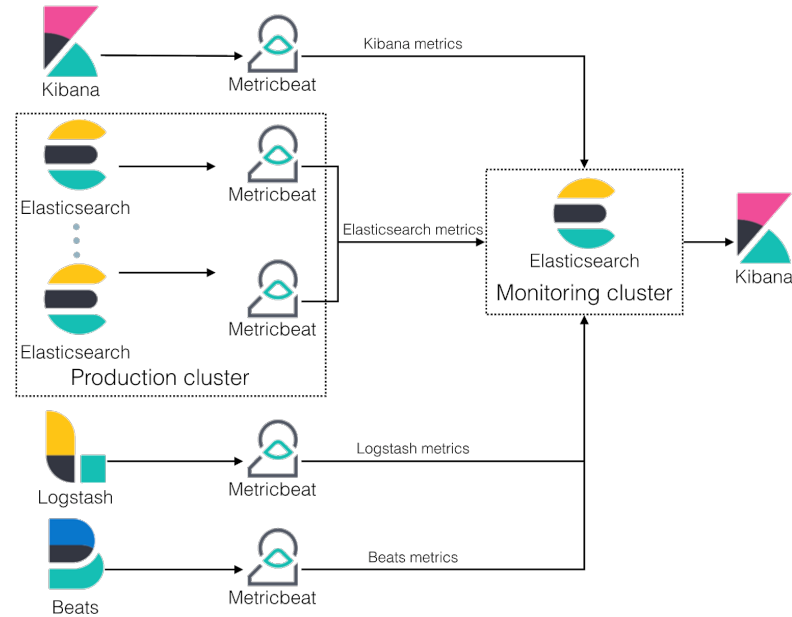 Kibana metrics
Kibana
Metricbeat
Elasticsearch
Metricbeat
Elasticsearch metrics
Elasticsearch
Metricbeat
Elasticsearch
Production cluster
Elasticsearch
Monitoring cluster
Kibana
Logstash metrics
Logstash
Metricbeat
Beats metrics
Beats
Metricbeat